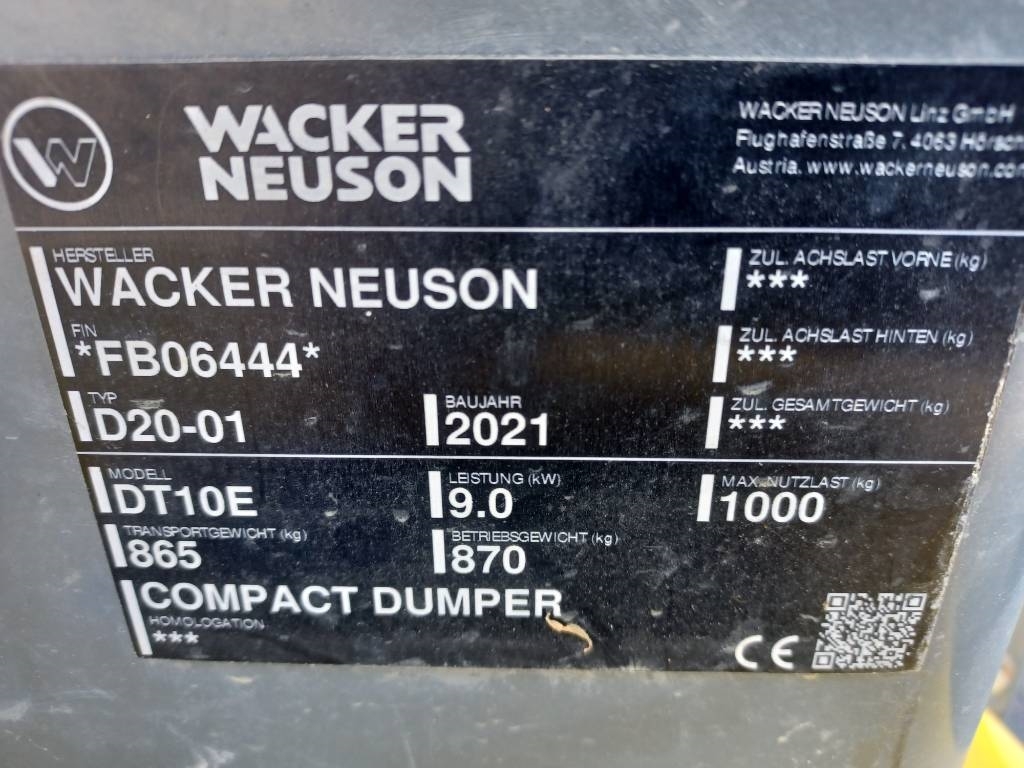 WACKER
NEUSON
WACKER NEUSON Linz GmbH
Flughafenstraße 7, 4063
Austria, www.wackerneuson.com
HERSTELLER
WACKER NEUSON
FIN
*FB06444*
TYP
D20-01
BAUJAHR
2021
ZUL. ACHSLAST VORNE (kg)
***
ZUL. ACHSLAST HINTEN (kg)
***
ZUL. GESAMTGEWICHT (kg)
***
MODELL
DT10E
LEISTUNG (kW)
9.0
MAX. NUTZLAST (kg)
1000
TRANSPORTGEWICHT (kg)
865
BETRIEBSGEWICHT (kg)
870
COMPACT DUMPER
HOMOLOGATION
***
CE